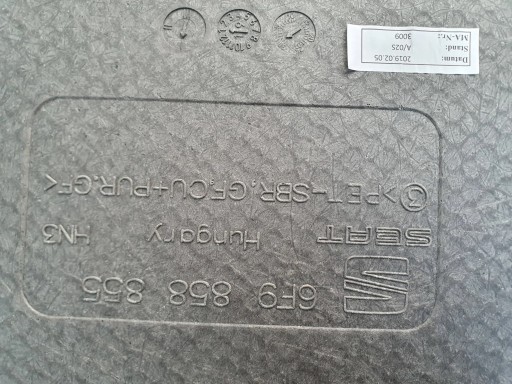 6F9 858 855
SEAT Hungary HN3
>PET-SBR,GF,CU+PUR,GF<
Datum: 2019.02.05
Stand: A/025
MA-Nr.: 3009